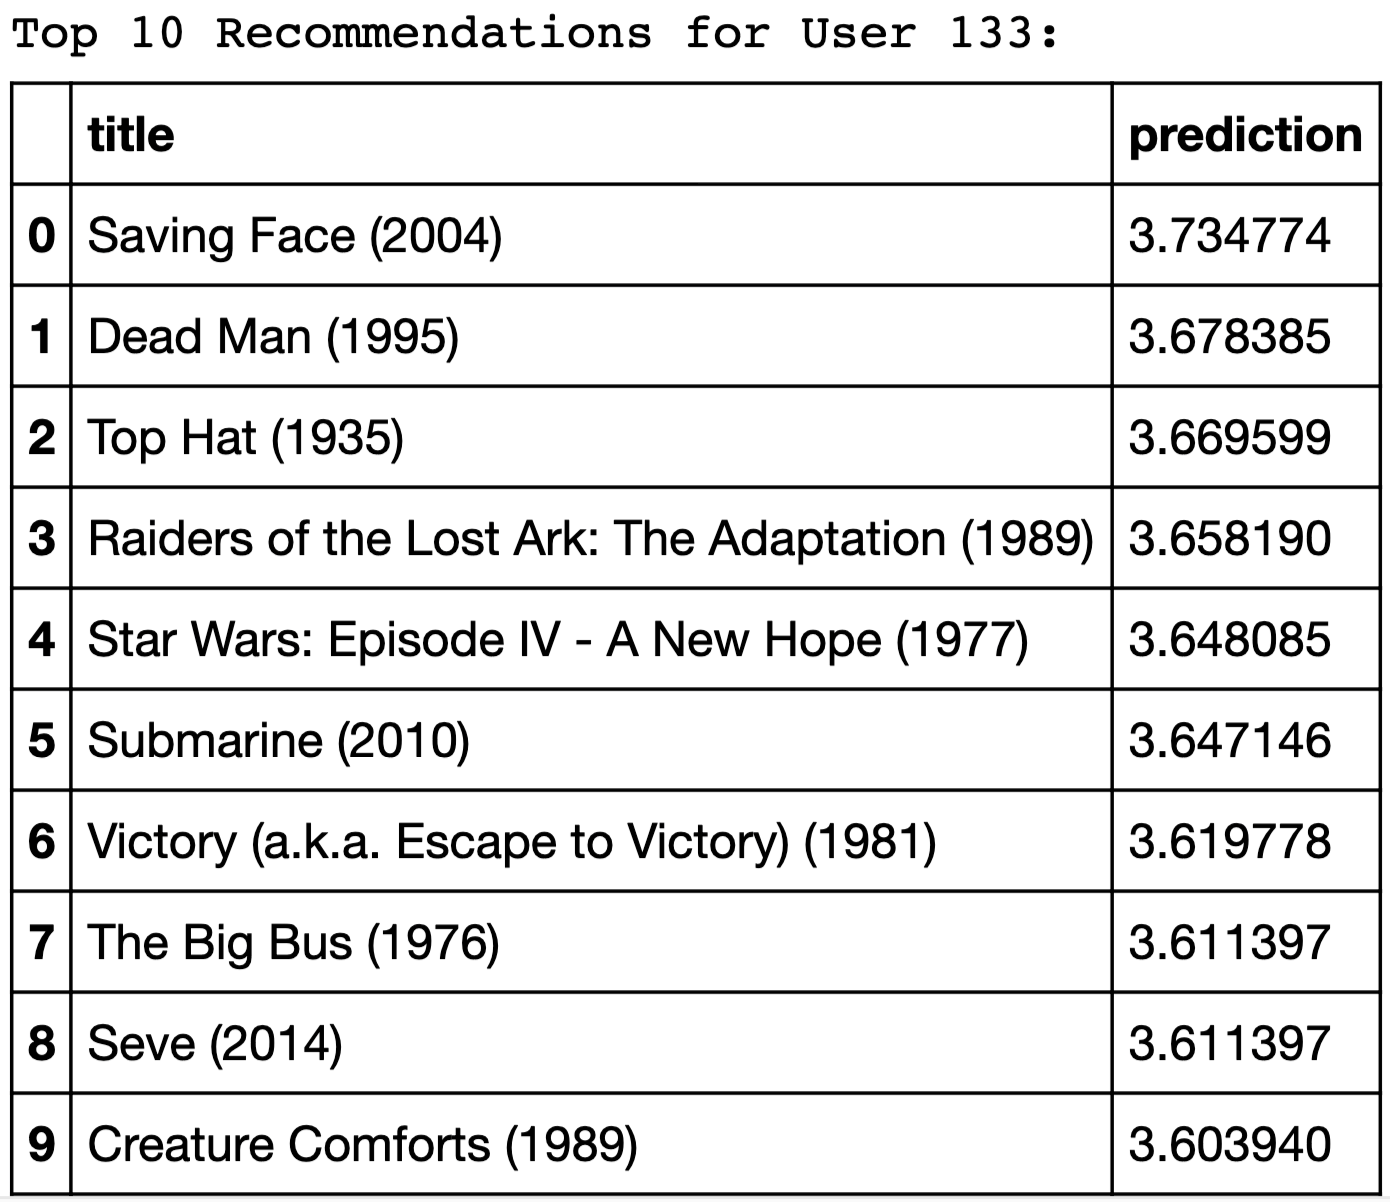 Top 10 Recommendations for User 133:
title prediction
0 Saving Face (2004) 3.734774
1 Dead Man (1995) 3.678385
2 Top Hat (1935) 3.669599
3 Raiders of the Lost Ark: The Adaptation (1989) 3.658190
4 Star Wars: Episode IV - A New Hope (1977) 3.648085
5 Submarine (2010) 3.647146
6 Victory (a.k.a. Escape to Victory) (1981) 3.619778
7 The Big Bus (1976) 3.611397
8 Seve (2014) 3.611397
9 Creature Comforts (1989) 3.603940